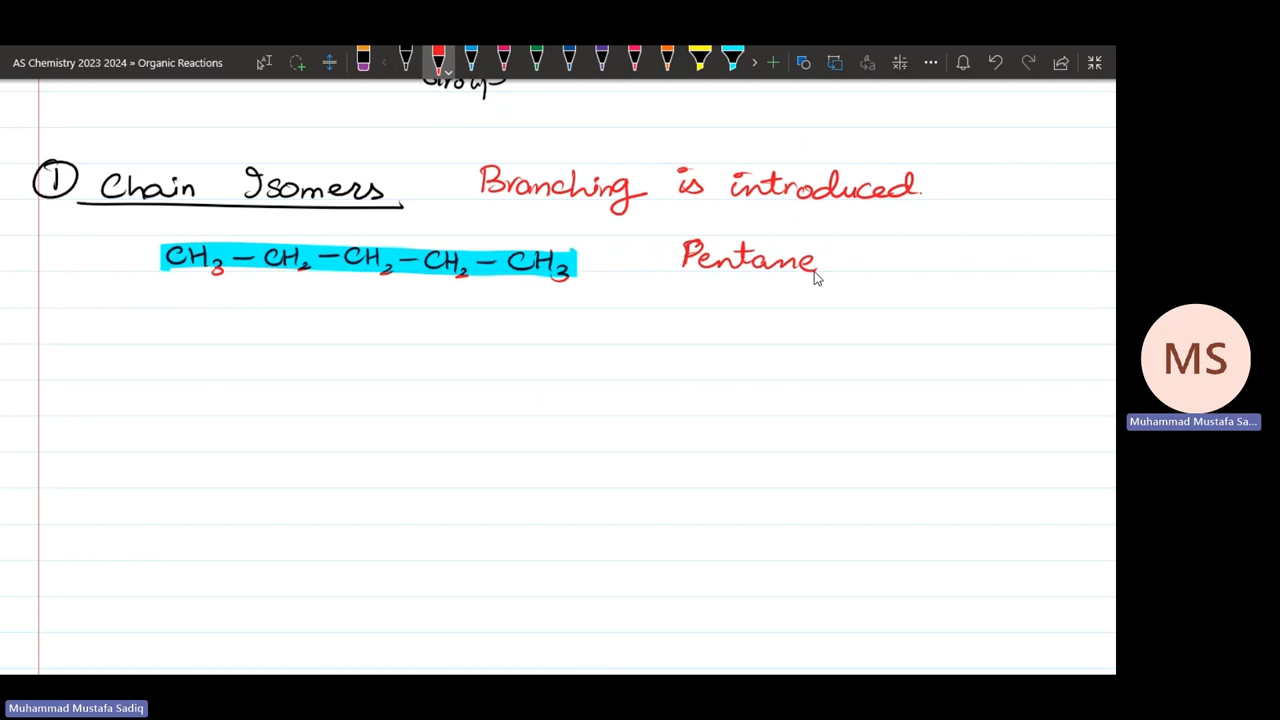 AS Chemistry 2023 2024 » Organic Reactions
Group
① Chain Isomers Branching is introduced.
CH₃ – CH₂ – CH₂ – CH₂ – CH₃ Pentane
MS
Muhammad Mustafa Sa...
Muhammad Mustafa Sadiq